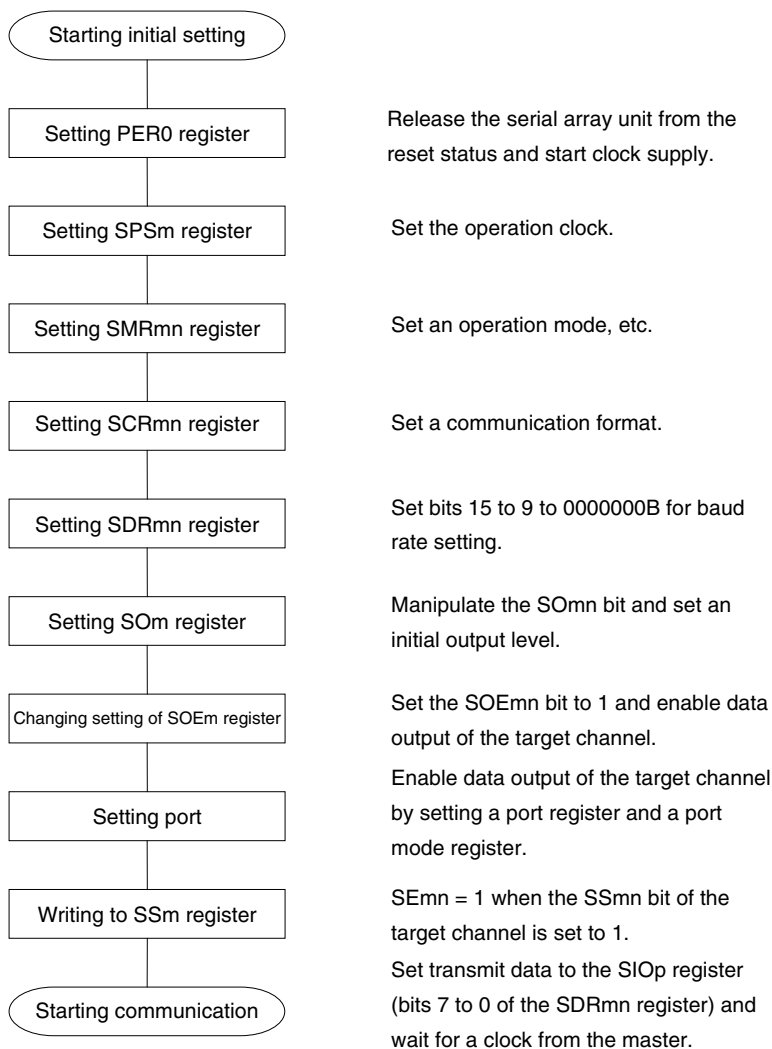 Starting initial setting
Setting PER0 register
Release the serial array unit from the
reset status and start clock supply.
Setting SPSm register
Set the operation clock.
Setting SMRmn register
Set an operation mode, etc.
Setting SCRmn register
Set a communication format.
Setting SDRmn register
Set bits 15 to 9 to 0000000B for baud
rate setting.
Setting SOm register
Manipulate the SOmn bit and set an
initial output level.
Changing setting of SOEm register
Set the SOEmn bit to 1 and enable data
output of the target channel.
Setting port
Enable data output of the target channel
by setting a port register and a port
mode register.
Writing to SSm register
SEmn = 1 when the SSmn bit of the
target channel is set to 1.
Starting communication
Set transmit data to the SIOp register
(bits 7 to 0 of the SDRmn register) and
wait for a clock from the master.